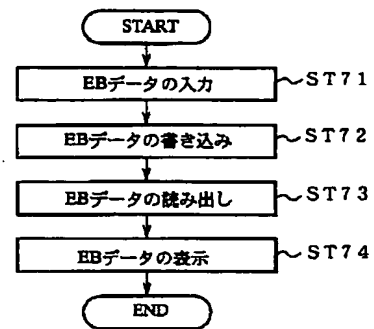 START
EBデータの入力 ST71
EBデータの書き込み ST72
EBデータの読み出し ST73
EBデータの表示 ST74
END